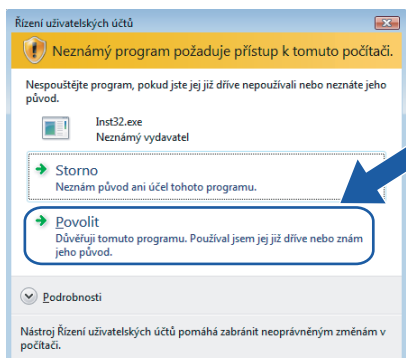 Řízení uživatelských účtů
Neznámý program požaduje přístup k tomuto počítači.
Nespouštějte program, pokud jste jej již dříve nepoužívali nebo neznáte jeho
původ.
Inst32.exe
Neznámý vydavatel
Storno
Neznám původ ani účel tohoto programu.
Povolit
Důvěřuji tomuto programu. Používal jsem jej již dříve nebo znám
jeho původ.
Podrobnosti
Nástroj Řízení uživatelských účtů pomáhá zabránit neoprávněným změnám v
počítači.